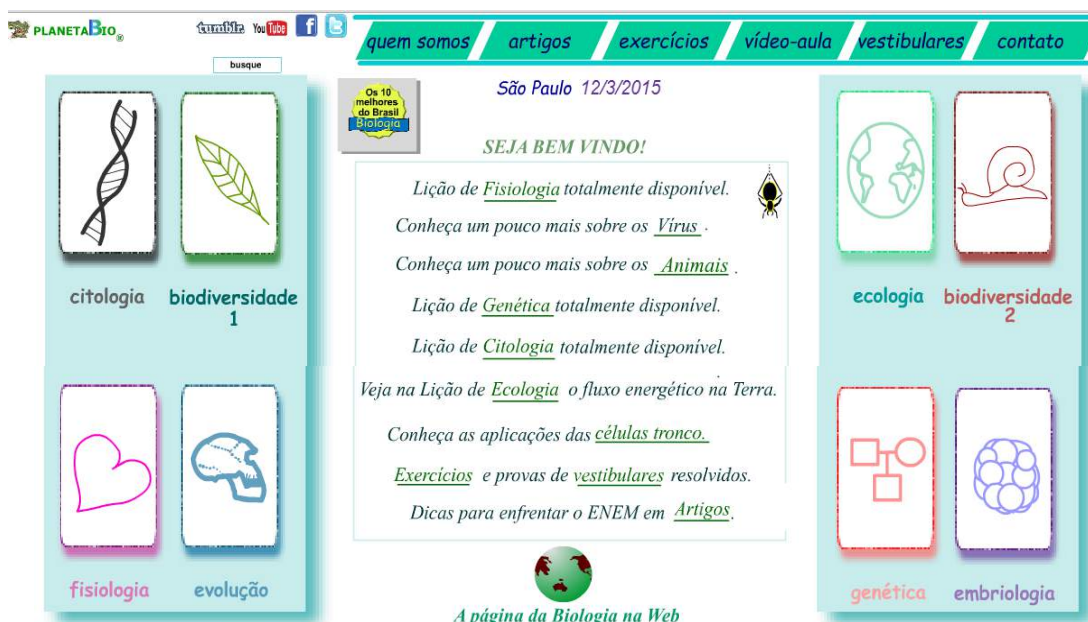 PLANETABIO®
tumblr. YouTube f
busque
quem somos artigos exercícios vídeo-aula vestibulares contato
Os 10
melhores
do Brasil
Biologia
São Paulo 12/3/2015
SEJA BEM VINDO!
Lição de Fisiologia totalmente disponível.
Conheça um pouco mais sobre os Vírus .
Conheça um pouco mais sobre os Animais .
Lição de Genética totalmente disponível.
Lição de Citologia totalmente disponível.
Veja na Lição de Ecologia o fluxo energético na Terra.
Conheça as aplicações das células tronco.
Exercícios e provas de vestibulares resolvidos.
Dicas para enfrentar o ENEM em Artigos.
A página da Biologia na Web
citologia
biodiversidade
1
fisiologia
evolução
ecologia
biodiversidade
2
genética
embriologia